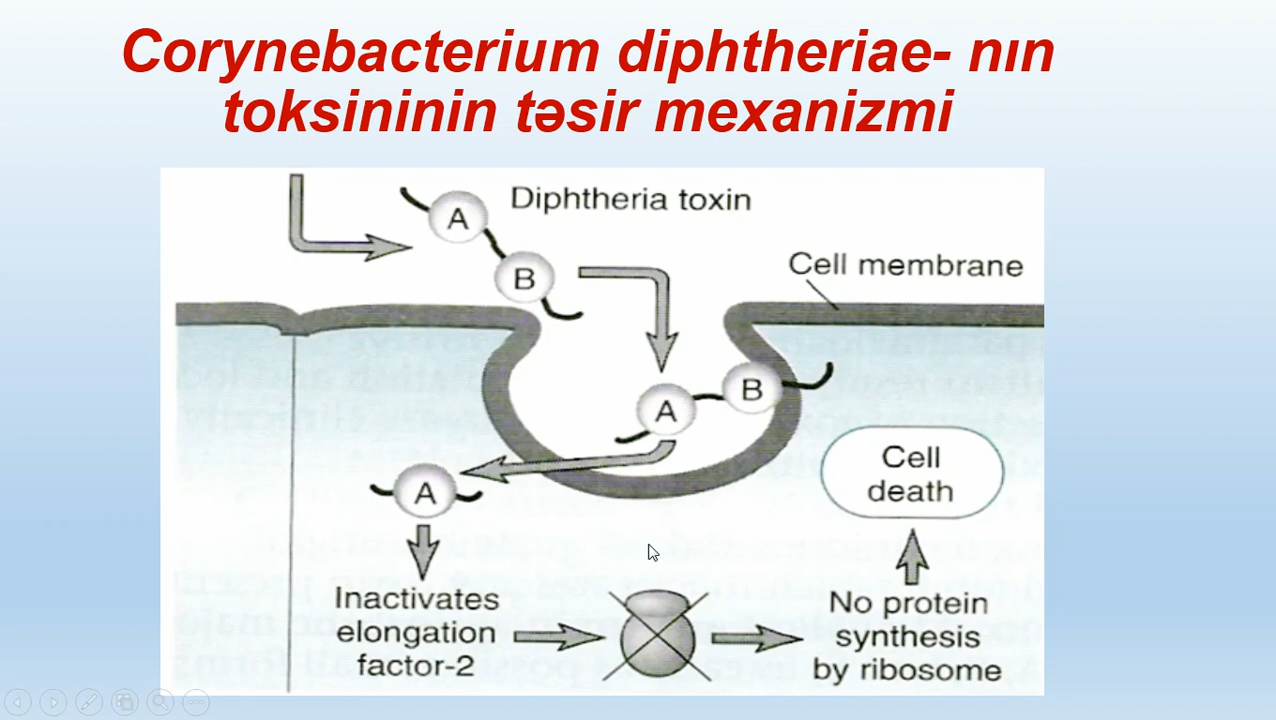 Corynebacterium diphtheriae- nın
toksininin təsir mexanizmi
Diphtheria toxin
A
B
Cell membrane
A
B
A
Cell
death
Inactivates
elongation
factor-2
No protein
synthesis
by ribosome